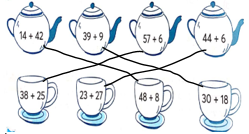 14 + 42 39 + 9 57 + 6 44 + 6
38 + 25 23 + 27 48 + 8 30 + 18